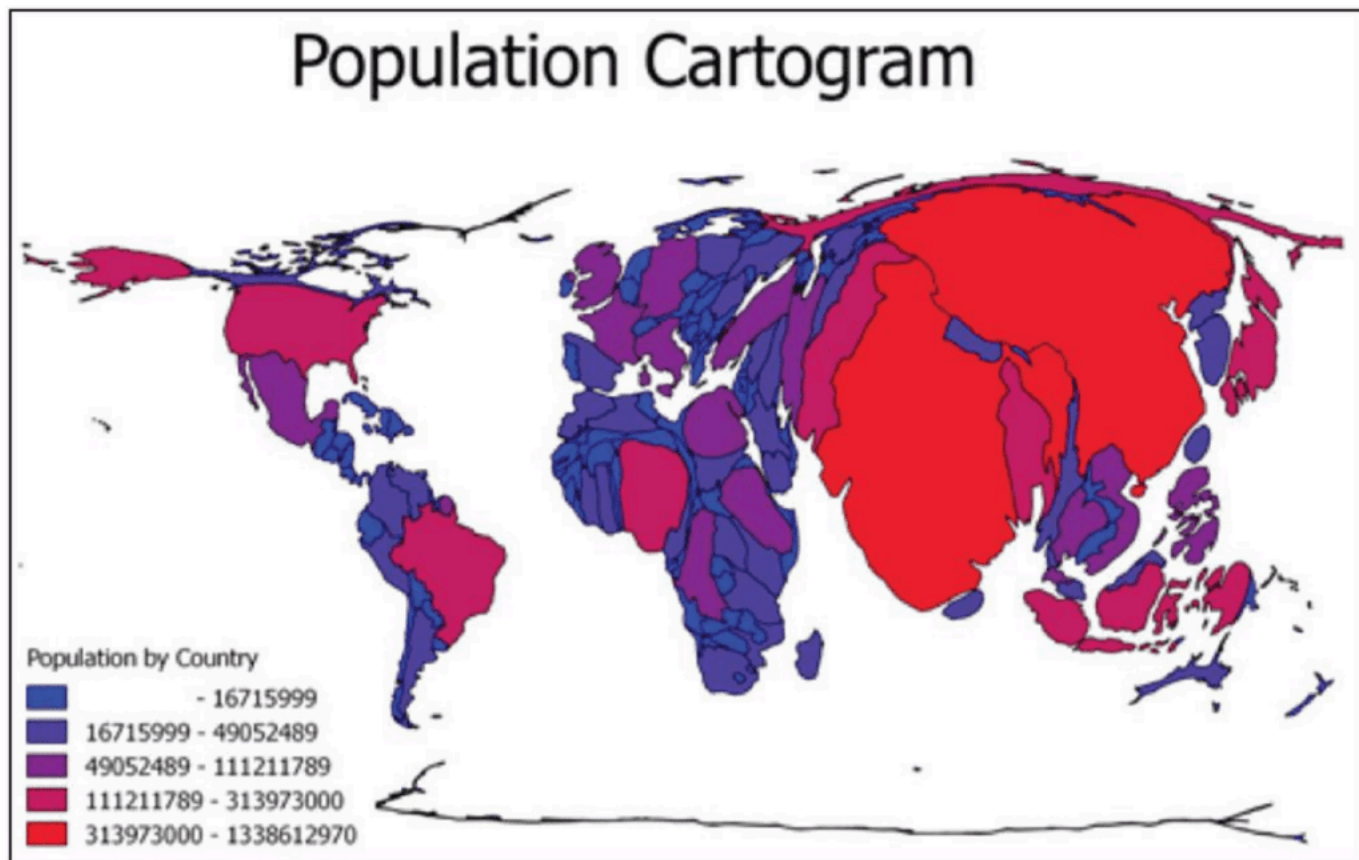 Population Cartogram
Population by Country
- 16715999
16715999 - 49052489
49052489 - 111211789
111211789 - 313973000
313973000 - 1338612970